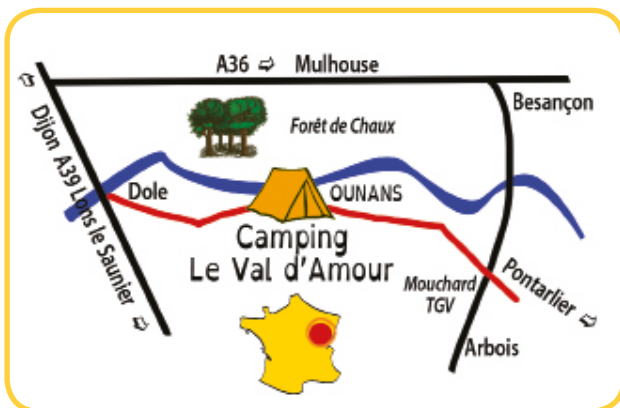 A36 ⇨ Mulhouse
Besançon
Forêt de Chaux
⇦ Dijon A39 Lons le Saunier ⇨
Dole
OUNANS
Camping
Le Val d'Amour
Mouchard
TGV
Pontarlier ⇨
Arbois